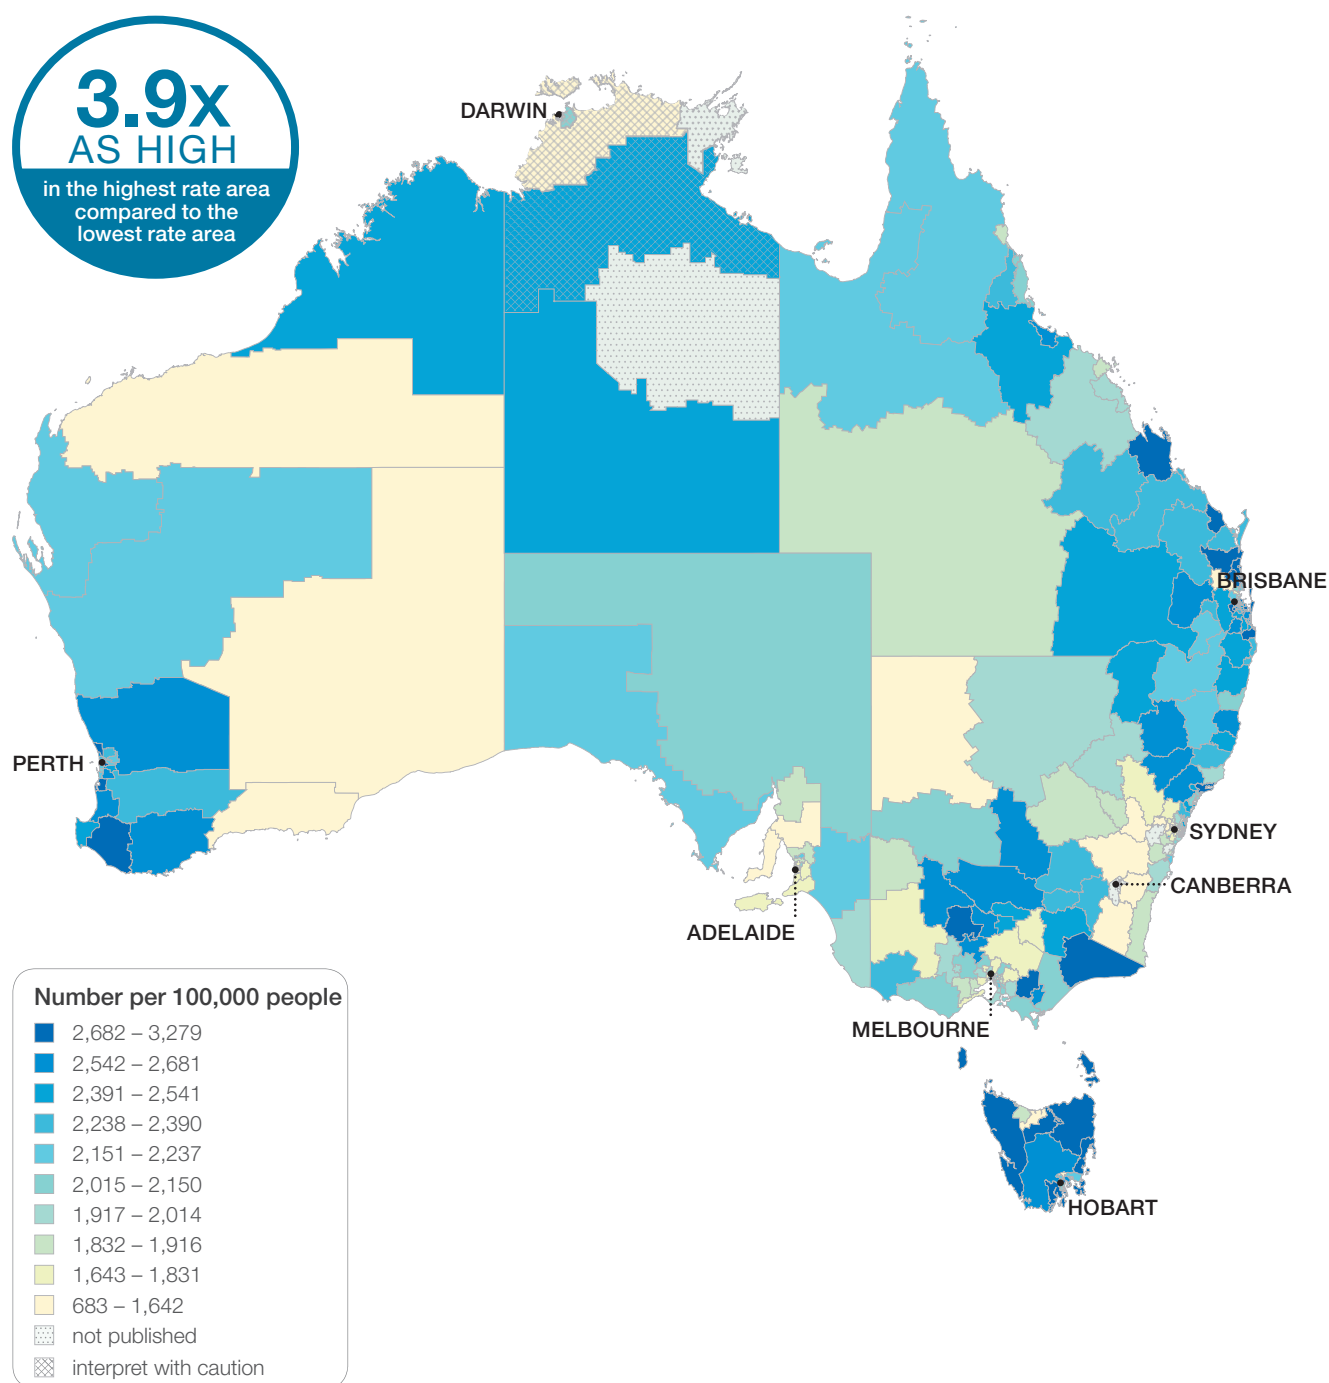 3.9x
AS HIGH
in the highest rate area
compared to the
lowest rate area
DARWIN
BRISBANE
PERTH
SYDNEY
CANBERRA
ADELAIDE
MELBOURNE
HOBART
Number per 100,000 people
2,682 – 3,279
2,542 – 2,681
2,391 – 2,541
2,238 – 2,390
2,151 – 2,237
2,015 – 2,150
1,917 – 2,014
1,832 – 1,916
1,643 – 1,831
683 – 1,642
not published
interpret with caution